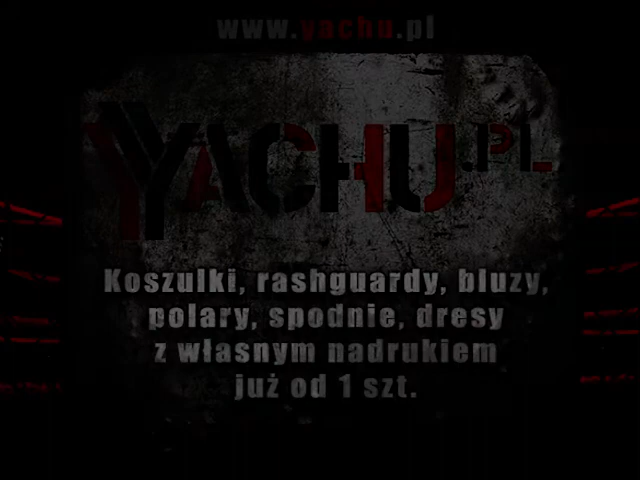 www.yachu.pl
YACHU.PL
Koszulki, rashguardy, bluzy,
polary, spodnie, dresy
z własnym nadrukiem
już od 1 szt.